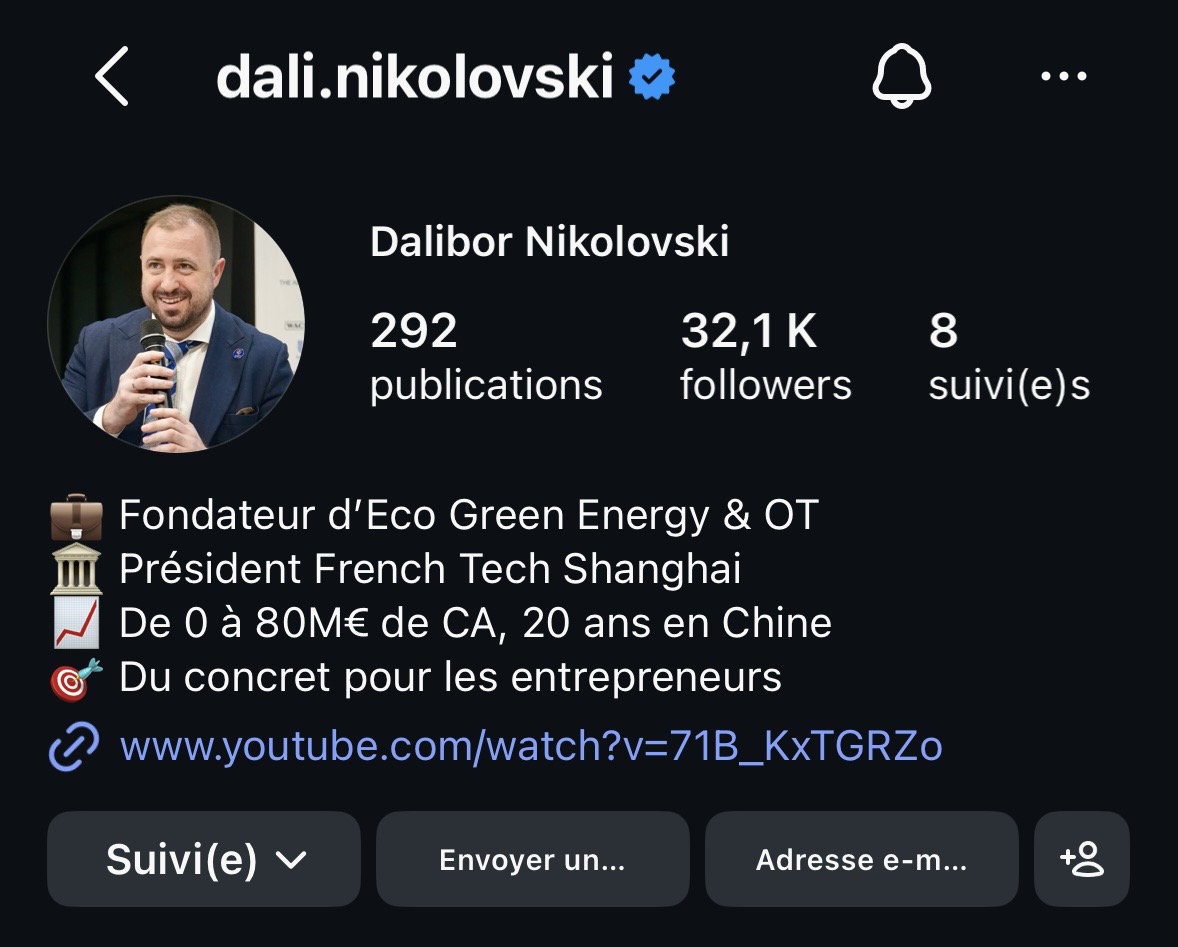 dali.nikolovski
Dalibor Nikolovski
292
publications
32,1 K
followers
8
suivi(e)s
Fondateur d’Eco Green Energy & OT
Président French Tech Shanghai
De 0 à 80M€ de CA, 20 ans en Chine
Du concret pour les entrepreneurs
www.youtube.com/watch?v=71B_KxTGRZo
Suivi(e)
Envoyer un...
Adresse e-m...